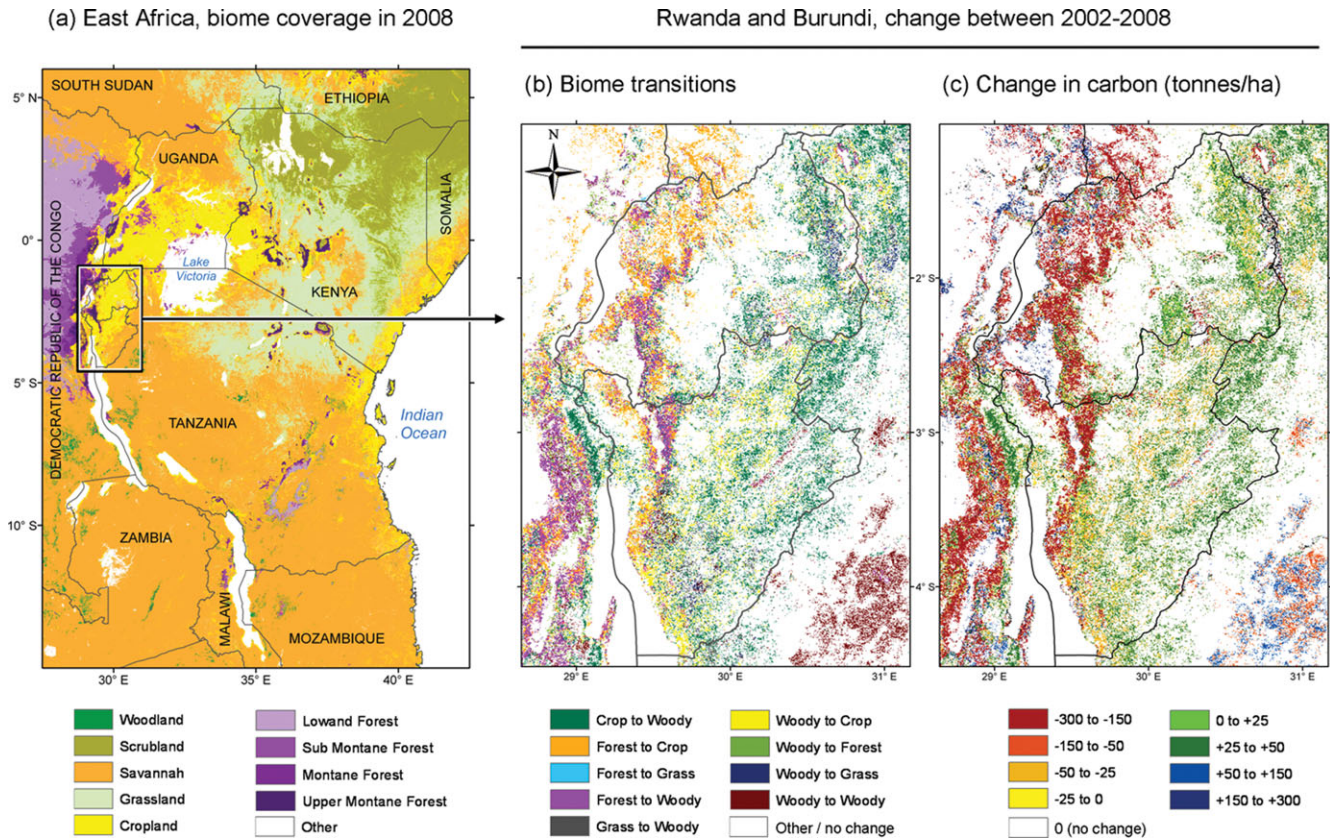 (a) East Africa, biome coverage in 2008
Rwanda and Burundi, change between 2002-2008
(b) Biome transitions
(c) Change in carbon (tonnes/ha)
SOUTH SUDAN
5° N
ETHIOPIA
UGANDA
SOMALIA
0°
Lake
Victoria
KENYA
DEMOCRATIC REPUBLIC OF THE CONGO
5° S
TANZANIA
Indian
Ocean
10° S
ZAMBIA
MALAWI
MOZAMBIQUE
30° E
35° E
40° E
N
2° S
3° S
4° S
29° E
30° E
31° E
29° E
30° E
31° E
Woodland
Scrubland
Savannah
Grassland
Cropland
Lowand Forest
Sub Montane Forest
Montane Forest
Upper Montane Forest
Other
Crop to Woody
Forest to Crop
Forest to Grass
Forest to Woody
Grass to Woody
Woody to Crop
Woody to Forest
Woody to Grass
Woody to Woody
Other / no change
-300 to -150
-150 to -50
-50 to -25
-25 to 0
0 (no change)
0 to +25
+25 to +50
+50 to +150
+150 to +300